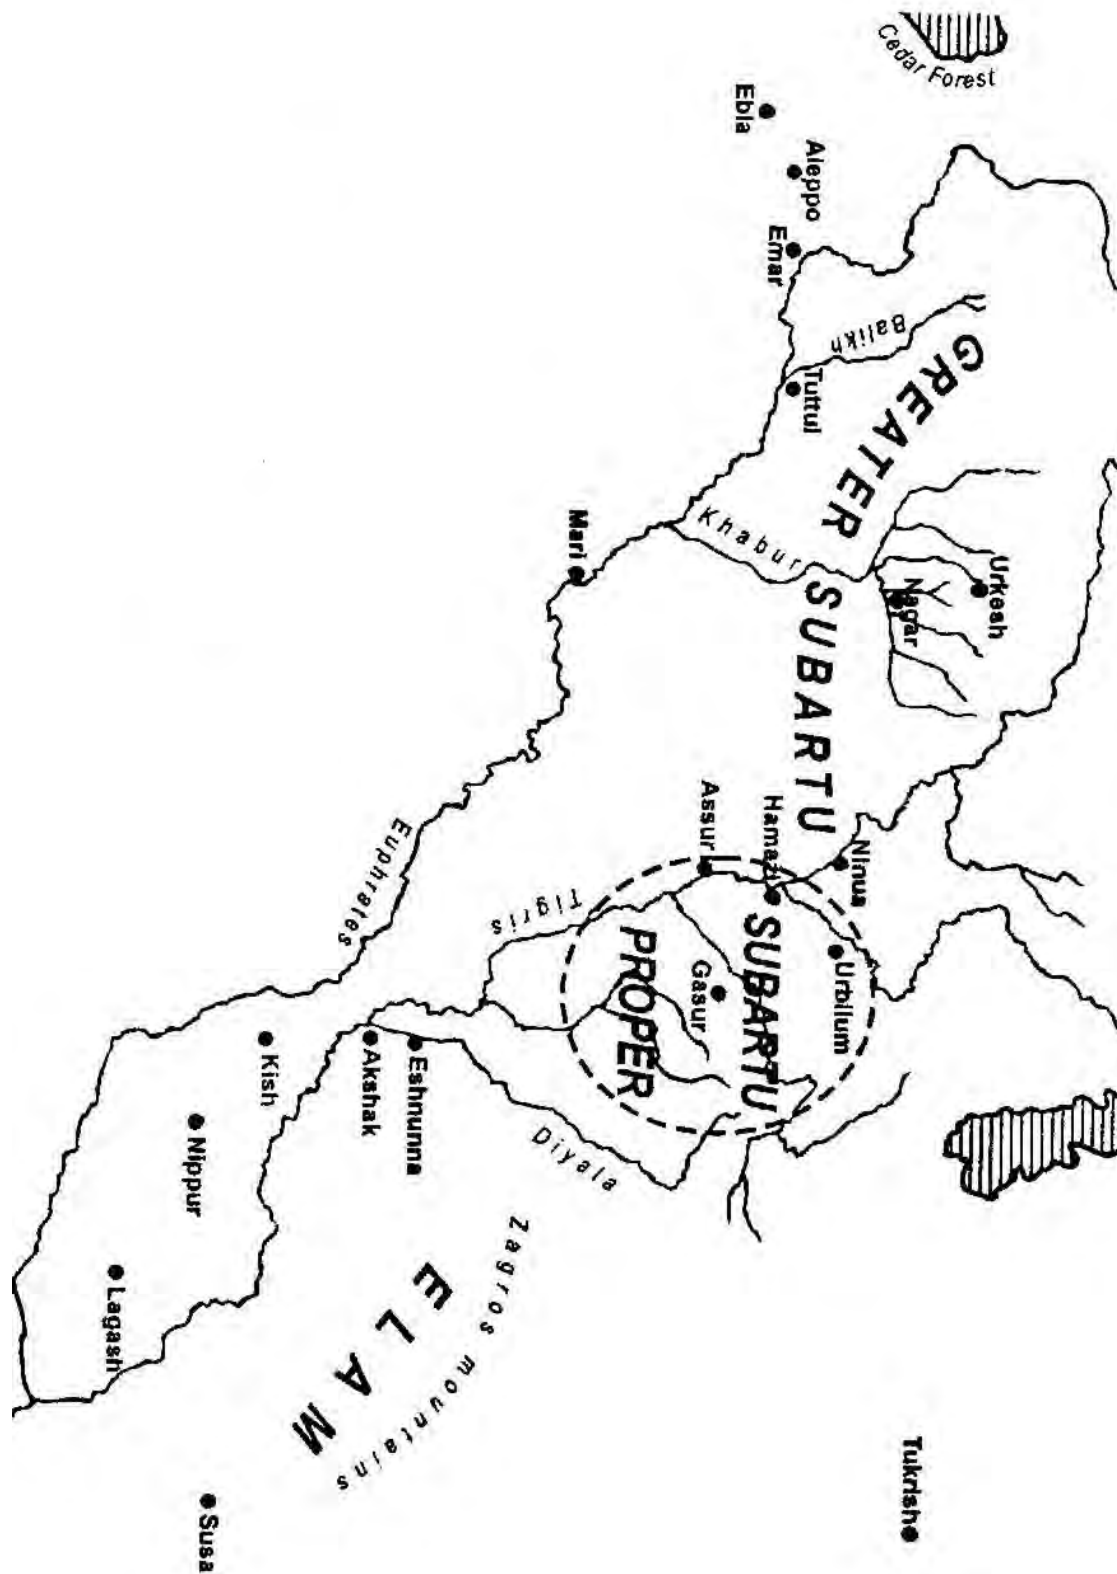 Cedar Forest
Ebla
Aleppo
Emar
Balikh
Tuttul
GREATER SUBARTU
Khabur
Urkesh
Nagar
Mari
Assur
Hamazi
Ninua
Urbilum
Gasur
SUBARTU
PROPER
Euphrates
Tigris
Diyala
Eshnunna
Akshak
Kish
Nippur
Lagash
Zagros mountains
ELAM
Susa
Tukrish